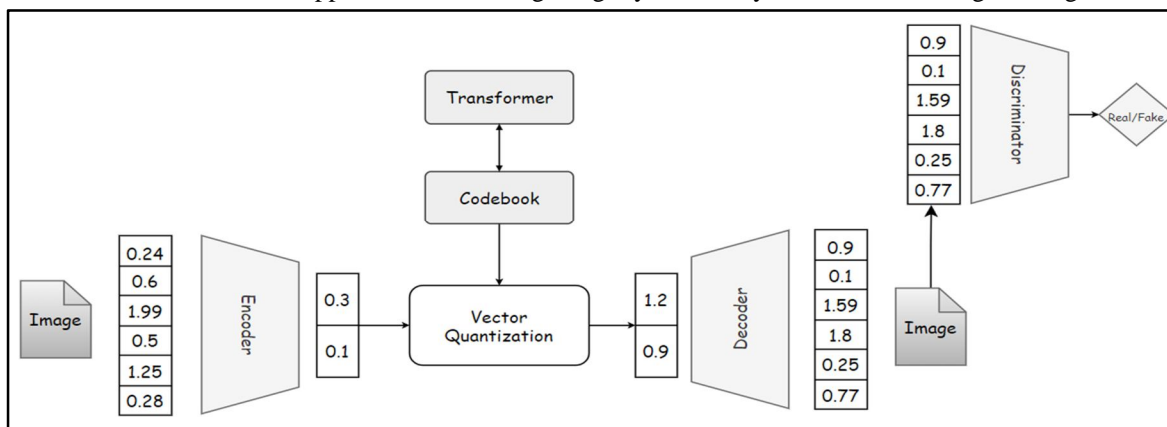 Transformer
Codebook
Image
0.24
0.6
1.99
0.5
1.25
0.28
Encoder
0.3
0.1
Vector
Quantization
1.2
0.9
Decoder
0.9
0.1
1.59
1.8
0.25
0.77
Image
0.9
0.1
1.59
1.8
0.25
0.77
Discriminator
Real/Fake